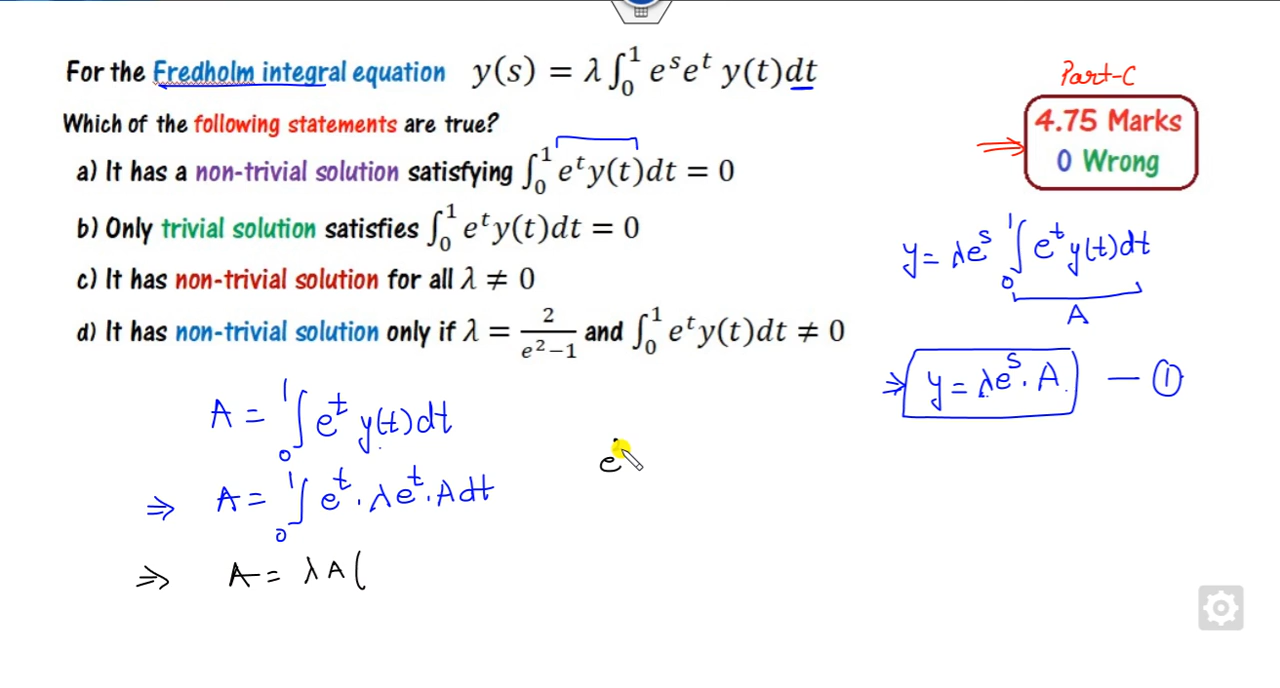 For the Fredholm integral equation y(s) = λ ∫₀¹ eˢeᵗ y(t)dt
Which of the following statements are true?
a) It has a non-trivial solution satisfying ∫₀¹ eᵗy(t)dt = 0
b) Only trivial solution satisfies ∫₀¹ eᵗy(t)dt = 0
c) It has non-trivial solution for all λ ≠ 0
d) It has non-trivial solution only if λ = 2/(e²−1) and ∫₀¹ eᵗy(t)dt ≠ 0
Part-C
⇒ 4.75 Marks
0 Wrong
y = λeˢ ∫₀¹ eᵗ y(t)dt
A
⇒ y = λeˢ. A — ①
A = ∫₀¹ eᵗ y(t)dt
⇒ A = ∫₀¹ eᵗ. λeᵗ. A dt
⇒ A = λ A (
e